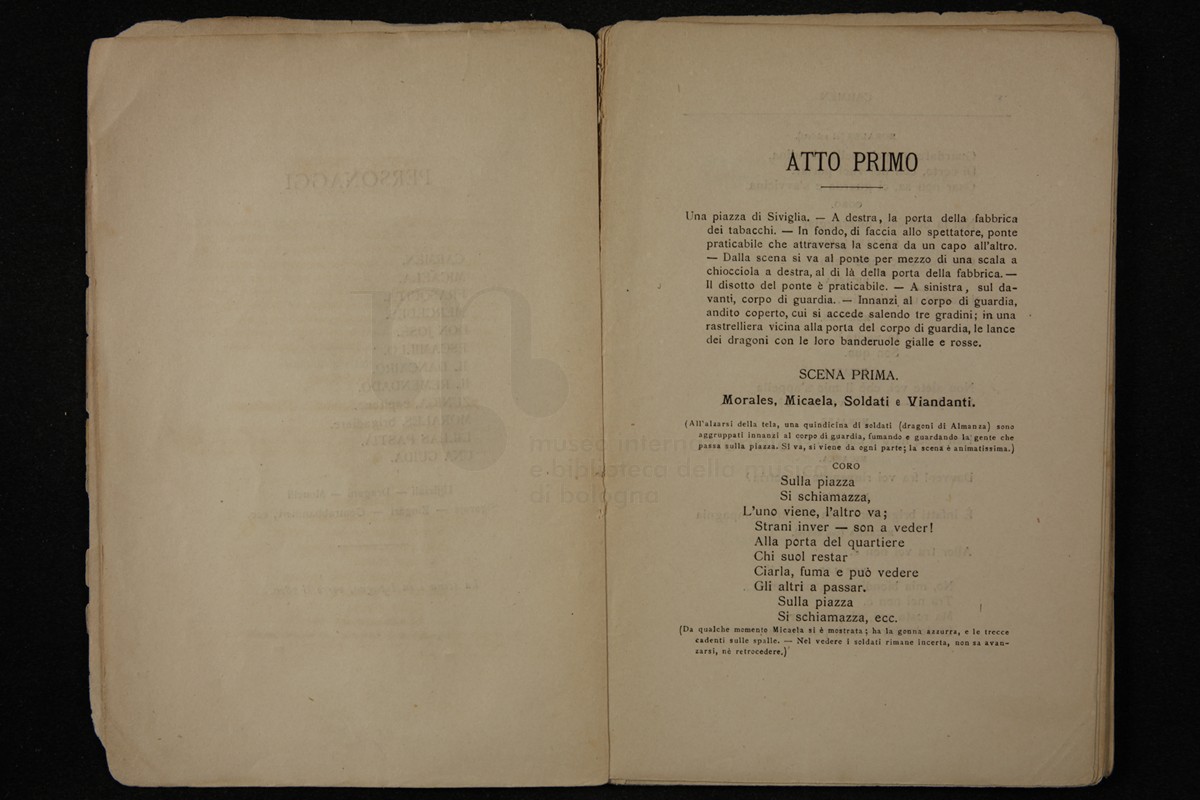 museo inter
e biblioteca della musica
di bologna
ATTO PRIMO
Una piazza di Siviglia. — A destra, la porta della fabbrica
dei tabacchi. — In fondo, di faccia allo spettatore, ponte
praticabile che attraversa la scena da un capo all'altro.
— Dalla scena si va al ponte per mezzo di una scala a
chiocciola a destra, al di là della porta della fabbrica. —
Il disotto del ponte è praticabile. — A sinistra, sul da-
vanti, corpo di guardia. — Innanzi al corpo di guardia,
andito coperto, cui si accede salendo tre gradini; in una
rastrelliera vicina alla porta del corpo di guardia, le lance
dei dragoni con le loro banderuole gialle e rosse.
SCENA PRIMA.
Morales, Micaela, Soldati e Viandanti.
(All'alzarsi della tela, una quindicina di soldati (dragoni di Almanza) sono
aggruppati innanzi al corpo di guardia, fumando e guardando la gente che
passa sulla piazza. Si va, si viene da ogni parte; la scena è animatissima.)
CORO
Sulla piazza
Si schiamazza,
L'uno viene, l'altro va;
Strani inver — son a veder!
Alla porta del quartiere
Chi suol restar
Ciarla, fuma e può vedere
Gli altri a passar.
Sulla piazza
Si schiamazza, ecc.
(Da qualche momento Micaela si è mostrata; ha la gonna azzurra, e le trecce
cadenti sulle spalle. — Nel vedere i soldati rimane incerta, non sa avan-
zarsi, nè retrocedere.)